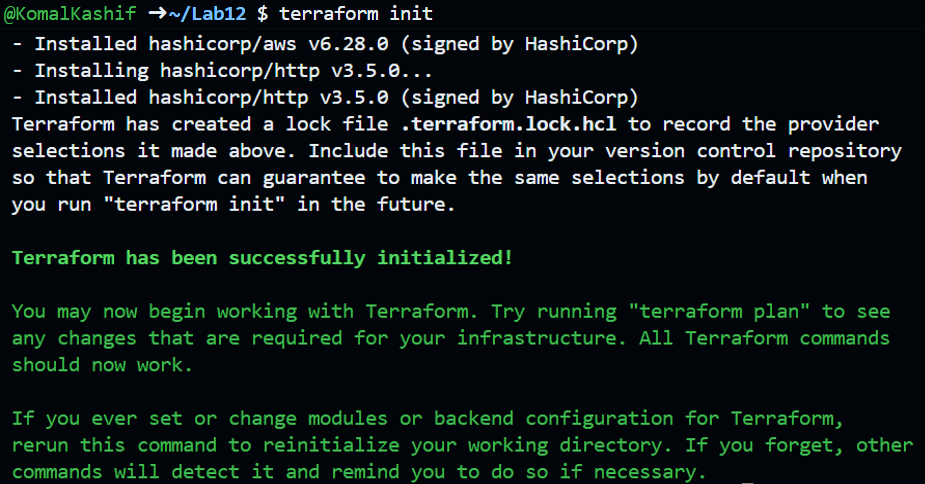 @KomalKashif ➜~/Lab12 $ terraform init
- Installed hashicorp/aws v6.28.0 (signed by HashiCorp)
- Installing hashicorp/http v3.5.0...
- Installed hashicorp/http v3.5.0 (signed by HashiCorp)
Terraform has created a lock file .terraform.lock.hcl to record the provider
selections it made above. Include this file in your version control repository
so that Terraform can guarantee to make the same selections by default when
you run "terraform init" in the future.
Terraform has been successfully initialized!
You may now begin working with Terraform. Try running "terraform plan" to see
any changes that are required for your infrastructure. All Terraform commands
should now work.
If you ever set or change modules or backend configuration for Terraform,
rerun this command to reinitialize your working directory. If you forget, other
commands will detect it and remind you to do so if necessary.